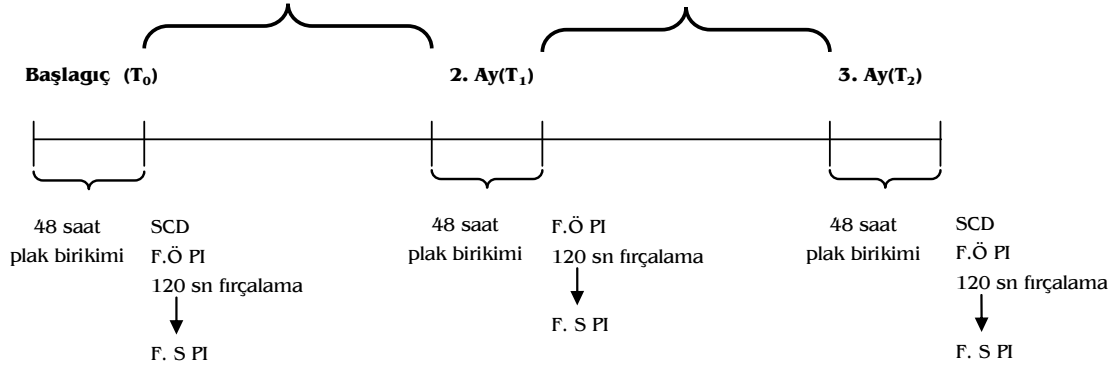 Başlagıç (T0)
2. Ay(T1)
3. Ay(T2)
48 saat
plak birikimi
SCD
F.Ö PI
120 sn fırçalama
F. S PI
48 saat
plak birikimi
F.Ö PI
120 sn fırçalama
F. S PI
48 saat
plak birikimi
SCD
F.Ö PI
120 sn fırçalama
F. S PI